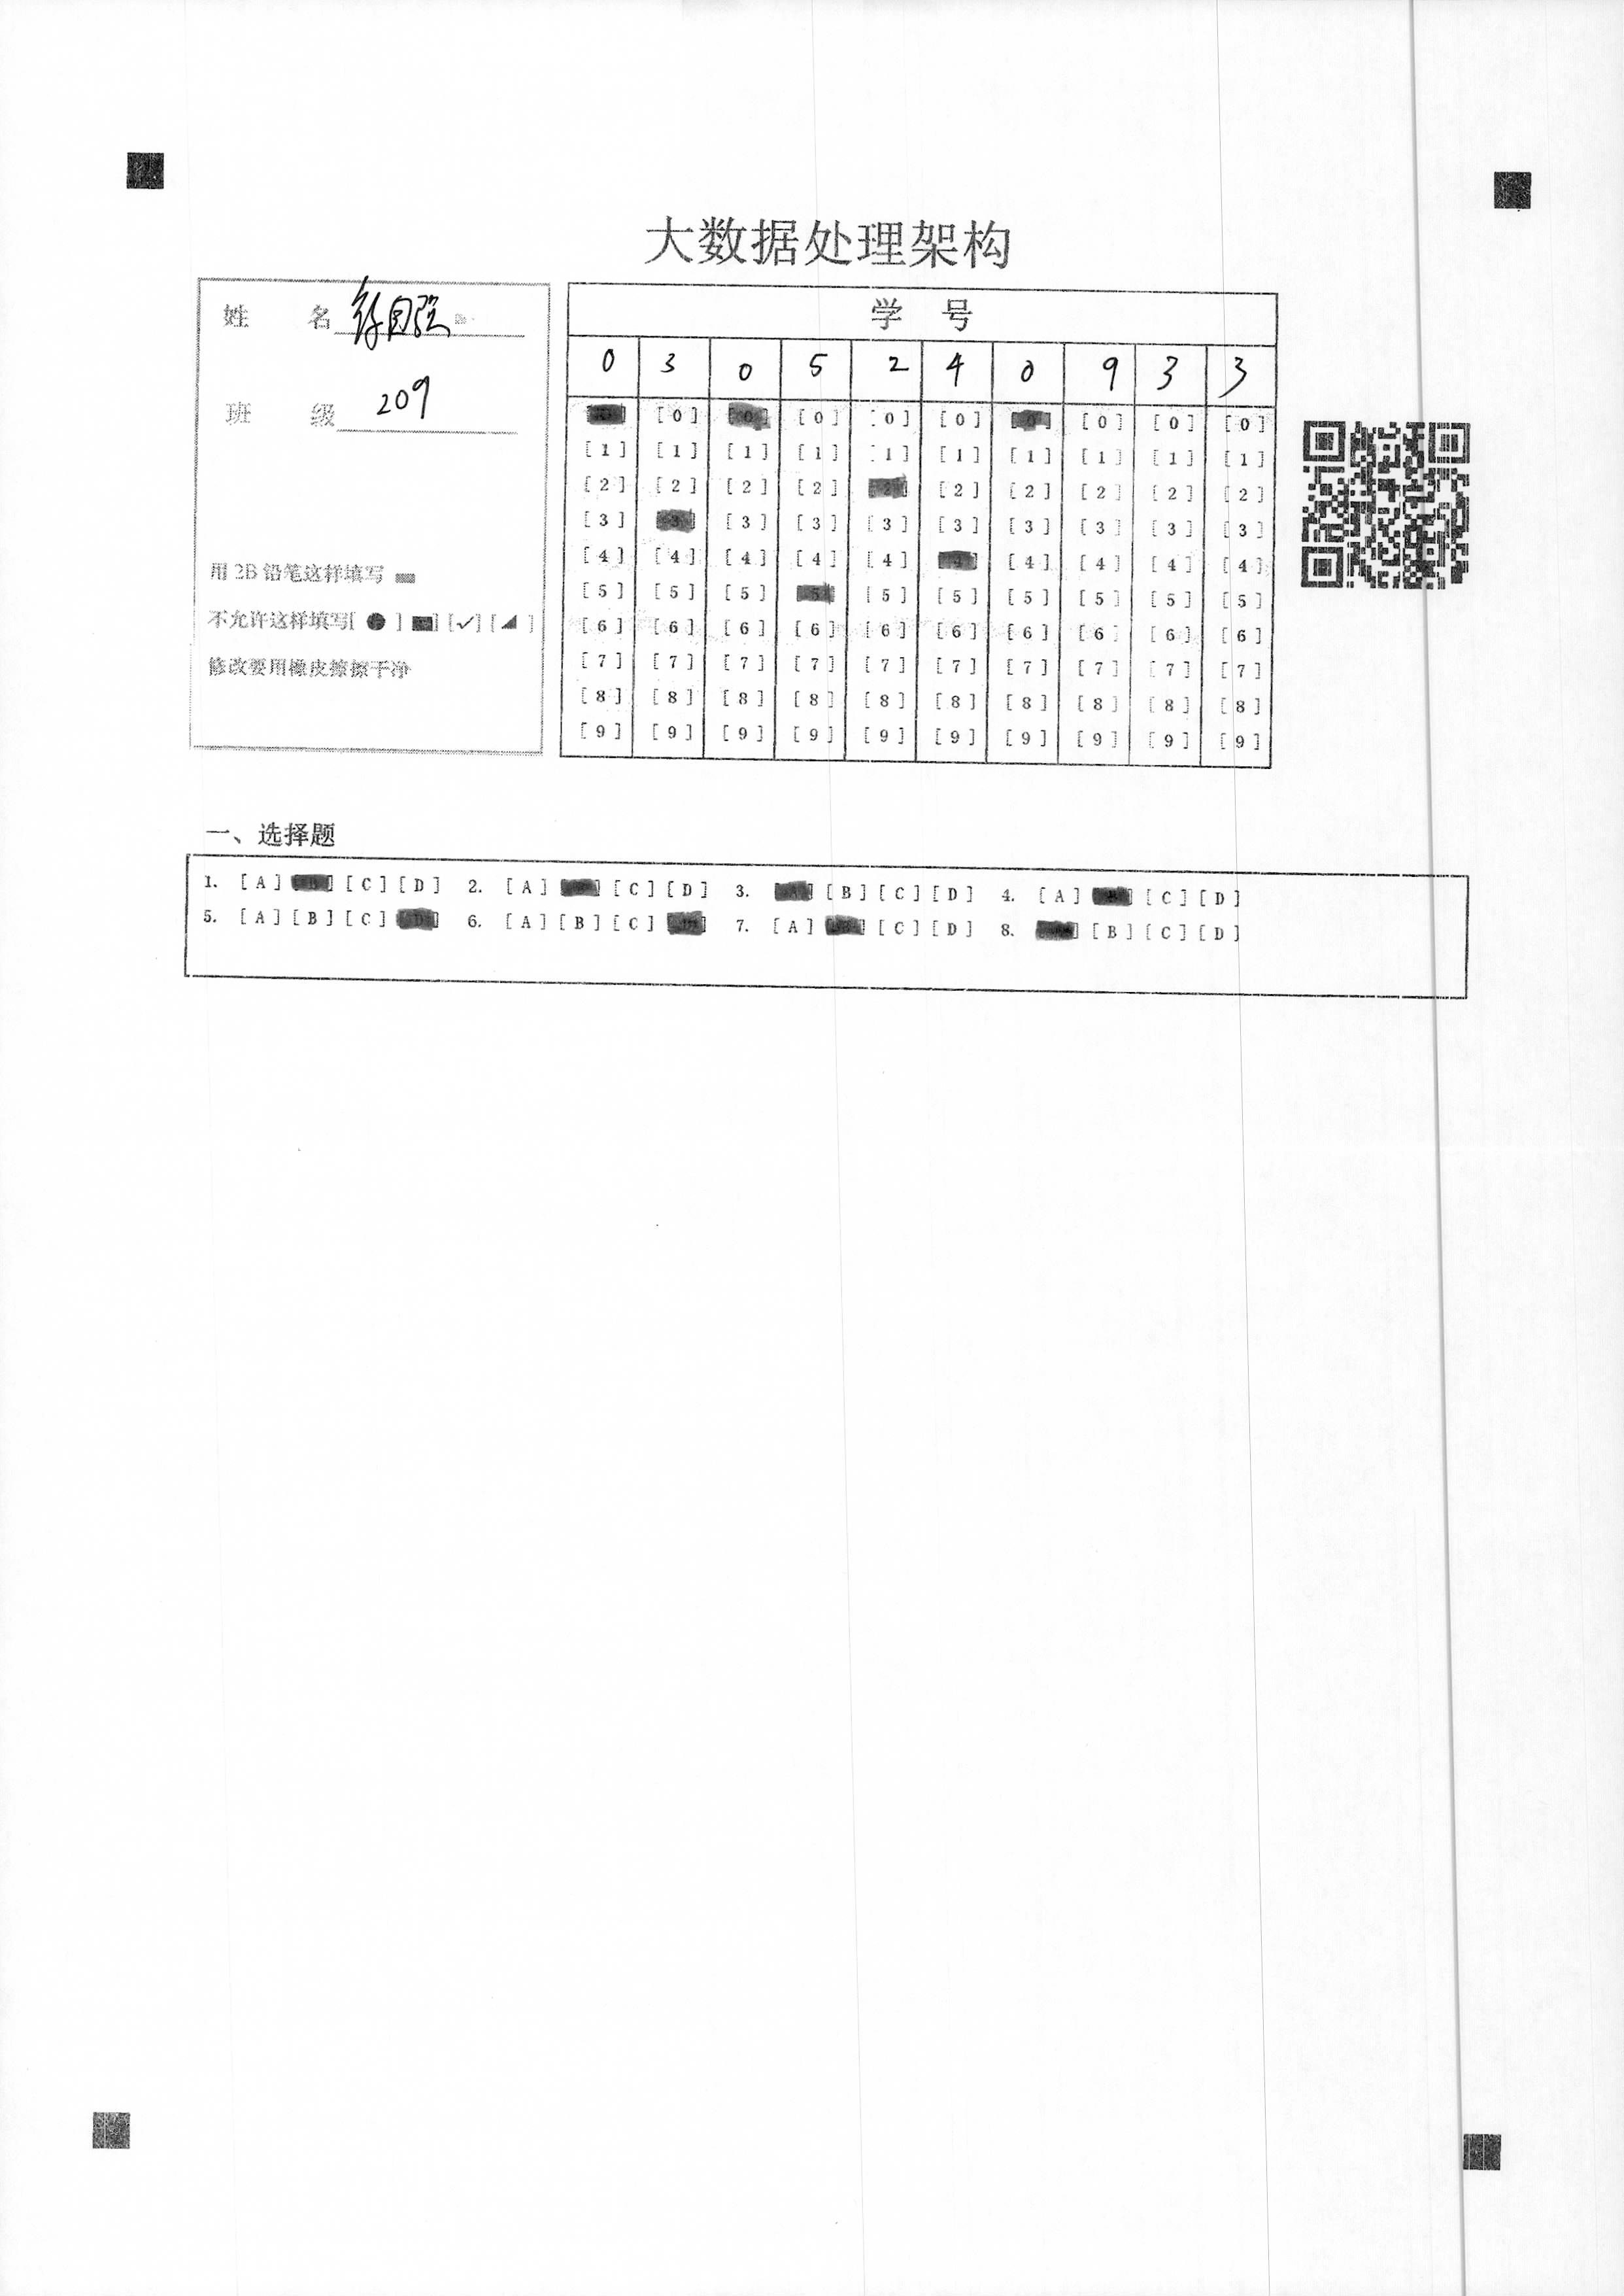 大数据处理架构
姓 名
班 级 209
用 2B 铅笔这样填写
不允许这样填写[ ● ] [ ] [✓] [ ]
修改要用橡皮擦擦干净
学 号
0 3 0 5 2 4 0 9 3 3
[0] [0] [0] [0] [0] [0] [0]
[1] [1] [1] [1] [1] [1] [1] [1] [1] [1]
[2] [2] [2] [2] [2] [2] [2] [2] [2]
[3] [3] [3] [3] [3] [3] [3] [3] [3] [3]
[4] [4] [4] [4] [4] [4] [4] [4] [4]
[5] [5] [5] [5] [5] [5] [5] [5] [5] [5]
[6] [6] [6] [6] [6] [6] [6] [6] [6] [6]
[7] [7] [7] [7] [7] [7] [7] [7] [7] [7]
[8] [8] [8] [8] [8] [8] [8] [8] [8] [8]
[9] [9] [9] [9] [9] [9] [9] [9] [9] [9]
一、选择题
1. [A] [C] [D] 2. [A] [C] [D] 3. [B] [C] [D] 4. [A] [C] [D]
5. [A] [B] [C] 6. [A] [B] [C] 7. [A] [C] [D] 8. [B] [C] [D]